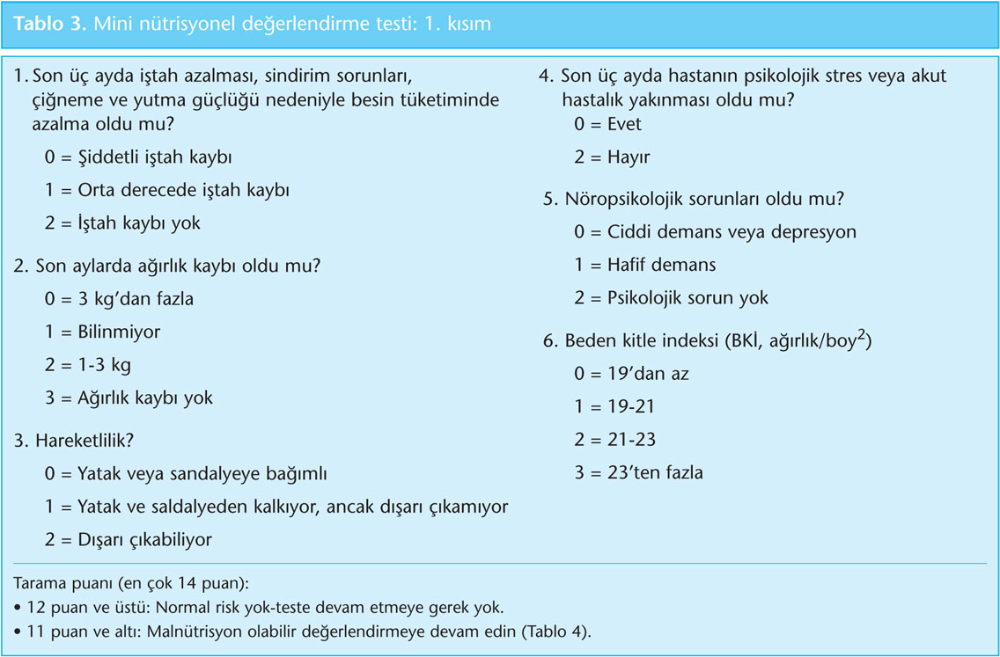 Tablo 3. Mini nütrisyonel değerlendirme testi: 1. kısım
1. Son üç ayda iştah azalması, sindirim sorunları,
çiğneme ve yutma güçlüğü nedeniyle besin tüketiminde
azalma oldu mu?
0 = Şiddetli iştah kaybı
1 = Orta derecede iştah kaybı
2 = İştah kaybı yok
2. Son aylarda ağırlık kaybı oldu mu?
0 = 3 kg’dan fazla
1 = Bilinmiyor
2 = 1-3 kg
3 = Ağırlık kaybı yok
3. Hareketlilik?
0 = Yatak veya sandalyeye bağımlı
1 = Yatak ve saldalyeden kalkıyor, ancak dışarı çıkamıyor
2 = Dışarı çıkabiliyor
4. Son üç ayda hastanın psikolojik stres veya akut
hastalık yakınması oldu mu?
0 = Evet
2 = Hayır
5. Nöropsikolojik sorunları oldu mu?
0 = Ciddi demans veya depresyon
1 = Hafif demans
2 = Psikolojik sorun yok
6. Beden kitle indeksi (BKİ, ağırlık/boy²)
0 = 19’dan az
1 = 19-21
2 = 21-23
3 = 23’ten fazla
Tarama puanı (en çok 14 puan):
• 12 puan ve üstü: Normal risk yok-teste devam etmeye gerek yok.
• 11 puan ve altı: Malnütrisyon olabilir değerlendirmeye devam edin (Tablo 4).